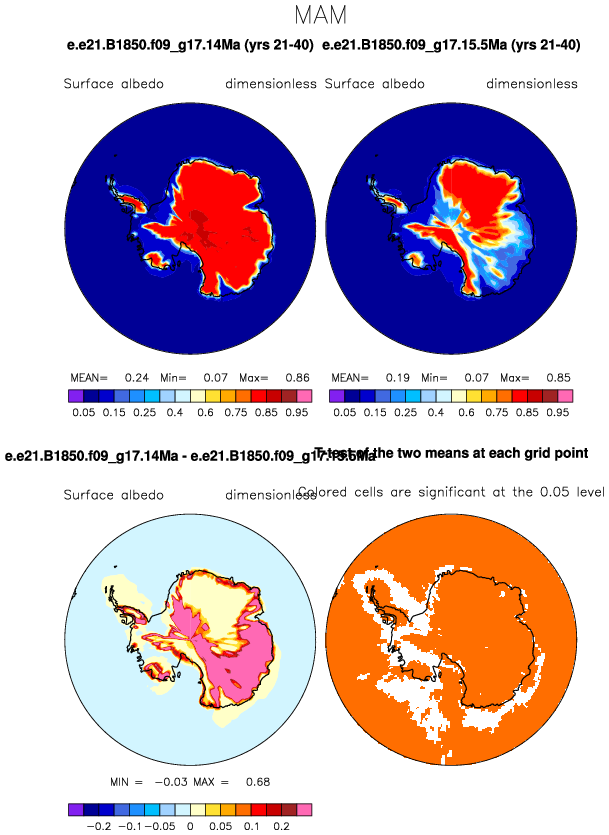 MAM
e.e21.B1850.f09_g17.14Ma (yrs 21-40) e.e21.B1850.f09_g17.15.5Ma (yrs 21-40)
Surface albedo dimensionless Surface albedo dimensionless
MEAN= 0.24 Min= 0.07 Max= 0.86 MEAN= 0.19 Min= 0.07 Max= 0.85
0.05 0.15 0.25 0.4 0.6 0.75 0.85 0.95 0.05 0.15 0.25 0.4 0.6 0.75 0.85 0.95
e.e21.B1850.f09_g17.14Ma - e.e21.B1850.f09_g17.15.5Ma T-test of the two means at each grid point
Surface albedo dimensionless Colored cells are significant at the 0.05 level
MIN = -0.03 MAX = 0.68
-0.2 -0.1 -0.05 0 0.05 0.1 0.2